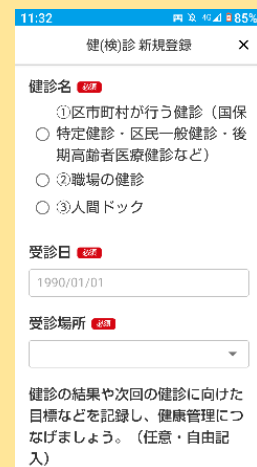 11:32 4G 85%
健(検)診 新規登録 ×
健診名 必須
①区市町村が行う健診（国保
特定健診・区民一般健診・後
期高齢者医療健診など）
②職場の健診
③人間ドック
受診日 必須
1990/01/01
受診場所 必須
健診の結果や次回の健診に向けた
目標などを記録し、健康管理につ
なげましょう。（任意・自由記
入）